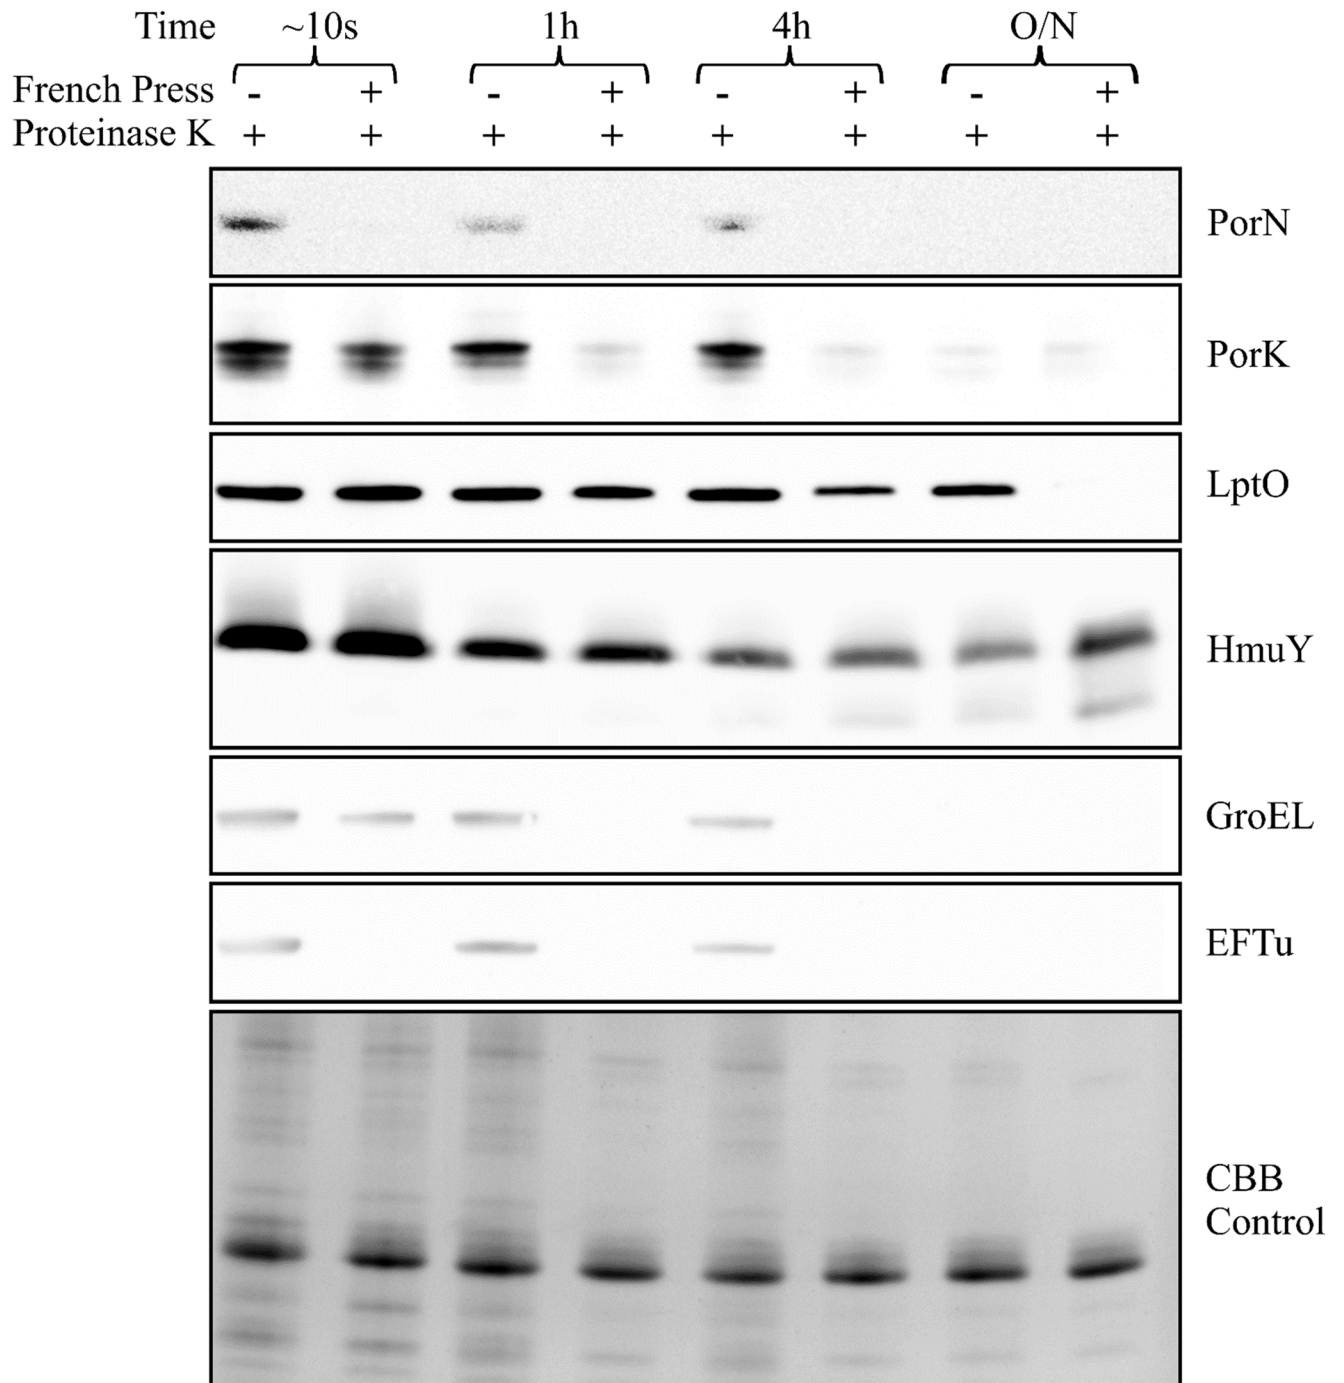 Time ~10s 1h 4h O/N
French Press - + - + - + - +
Proteinase K + + + + + + + +
PorN
PorK
LptO
HmuY
GroEL
EFTu
CBB
Control